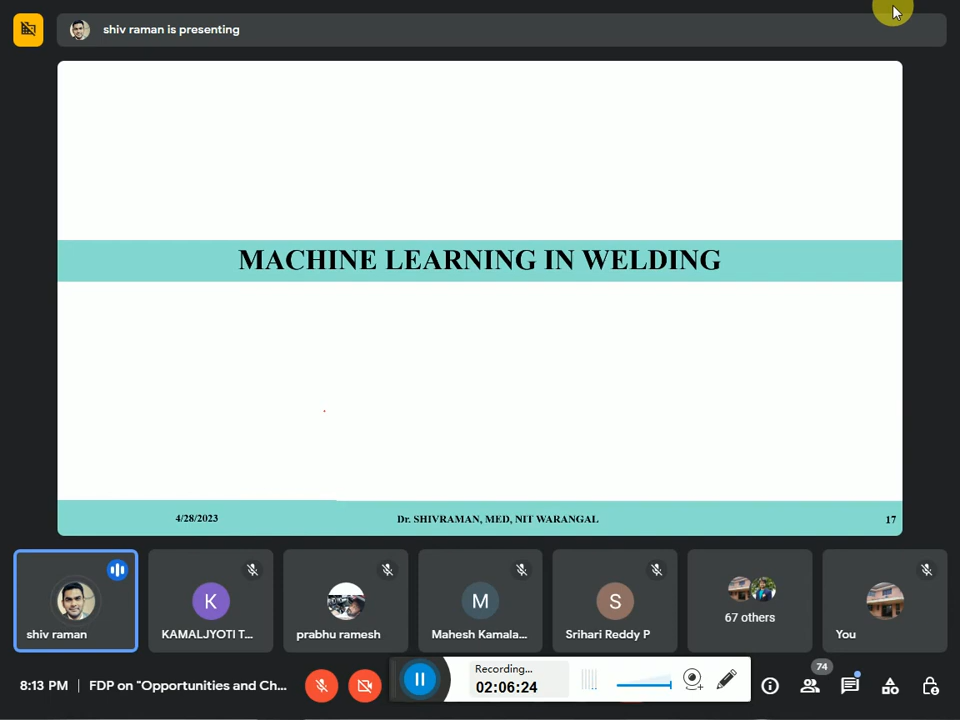 shiv raman is presenting
MACHINE LEARNING IN WELDING
4/28/2023
Dr. SHIVRAMAN, MED, NIT WARANGAL
17
K
M
S
67 others
shiv raman
KAMALJYOTI T...
prabhu ramesh
Mahesh Kamala...
Srihari Reddy P
You
8:13 PM
FDP on "Opportunities and Ch...
Recording...
02:06:24
74